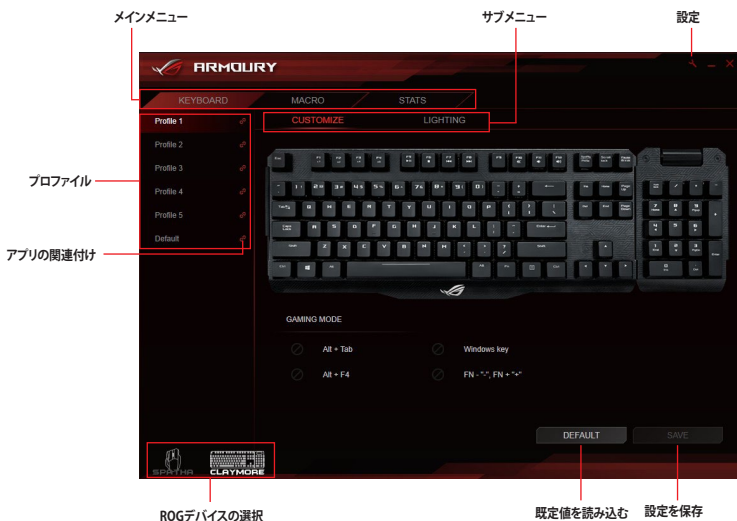 メインメニュー
サブメニュー
設定
ARMOURY
KEYBOARD
MACRO
STATS
CUSTOMIZE
LIGHTING
Profile 1
Profile 2
Profile 3
Profile 4
Profile 5
Default
プロファイル
アプリの関連付け
GAMING MODE
Alt + Tab
Windows key
Alt + F4
FN - "-", FN + "+"
DEFAULT
SAVE
SPATHA
CLAYMORE
ROGデバイスの選択
既定値を読み込む
設定を保存